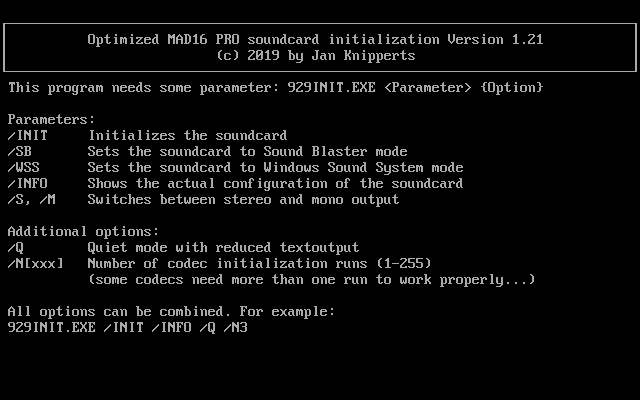 Optimized MAD16 PRO soundcard initialization Version 1.21
(c) 2019 by Jan Knipperts
This program needs some parameter: 929INIT.EXE <Parameter> {Option}
Parameters:
/INIT     Initializes the soundcard
/SB       Sets the soundcard to Sound Blaster mode
/WSS      Sets the soundcard to Windows Sound System mode
/INFO     Shows the actual configuration of the soundcard
/S, /M    Switches between stereo and mono output
Additional options:
/Q        Quiet mode with reduced textoutput
/N[xxx]   Number of codec initialization runs (1-255)
(some codecs need more than one run to work properly...)
All options can be combined. For example:
929INIT.EXE /INIT /INFO /Q /N3